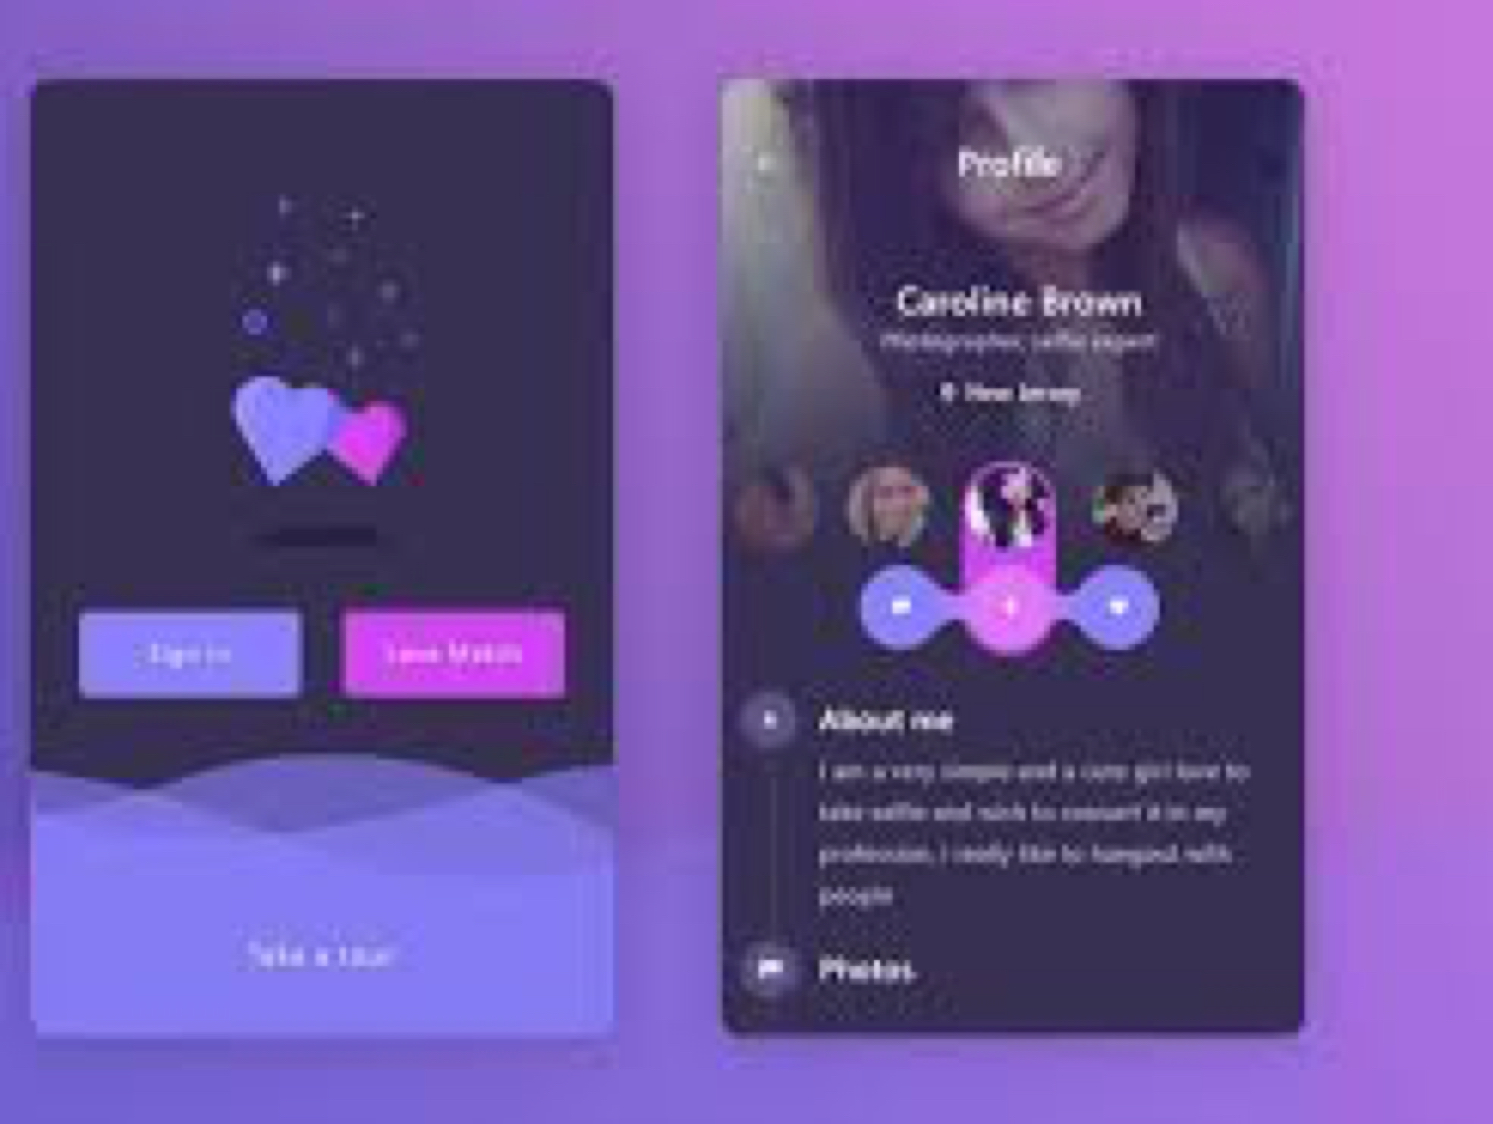 Sign In
Love Match
Take a tour
Profile
Caroline Brown
Photographer, selfie expert
New Jersey
About me
I am a very simple and a cute girl love to
take selfie and wish to convert it in my
profession. I really like to hangout with
people
Photos